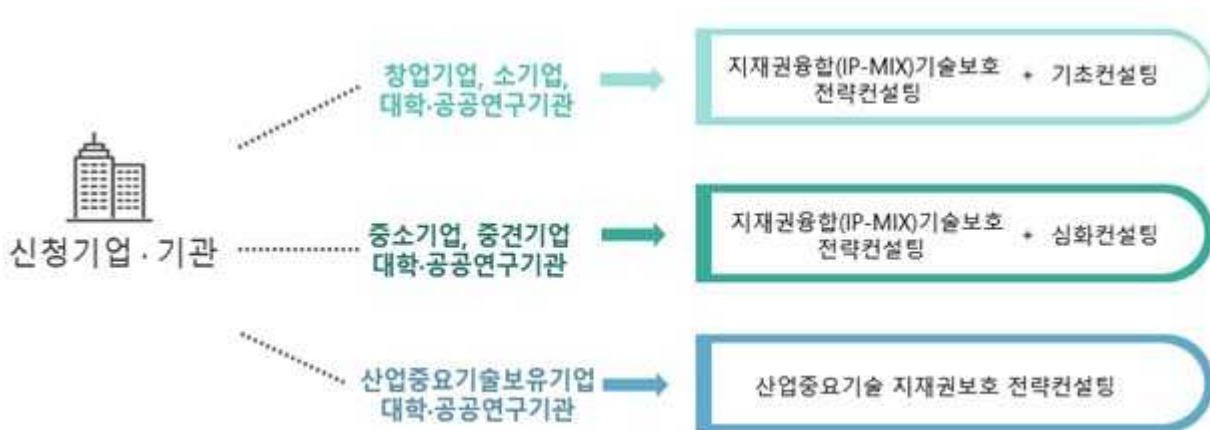 신청기업 · 기관
창업기업, 소기업,
대학·공공연구기관
지재권융합(IP-MIX)기술보호
전략컨설팅
+ 기초컨설팅
중소기업, 중견기업
대학·공공연구기관
지재권융합(IP-MIX)기술보호
전략컨설팅
+ 심화컨설팅
산업중요기술보유기업
대학·공공연구기관
산업중요기술 지재권보호 전략컨설팅